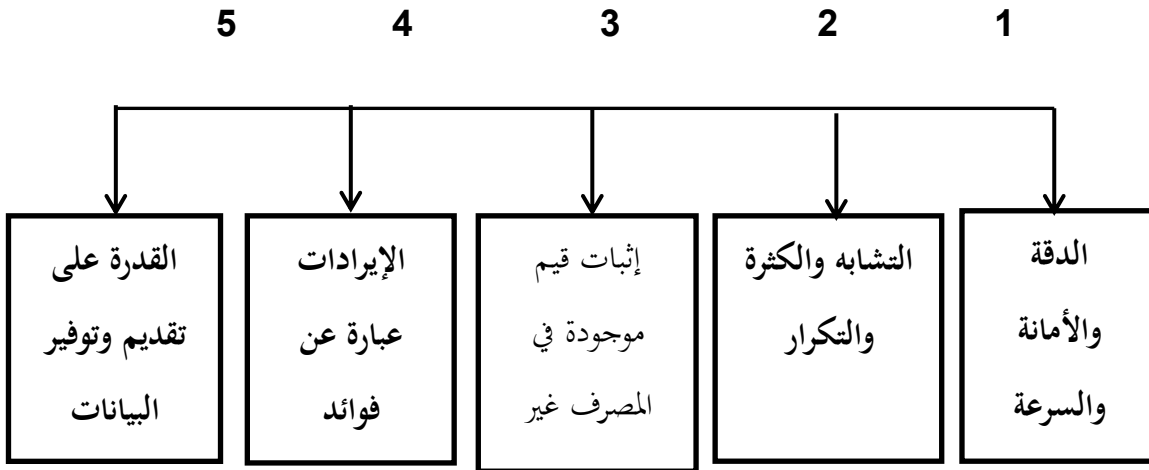 1 2 3 4 5
الدقة
والأمانة
والسرعة
التشابه والكثرة
والتكرار
إثبات قيم
موجودة في
المصرف غير
الإيرادات
عبارة عن
فوائد
القدرة على
تقديم وتوفير
البيانات